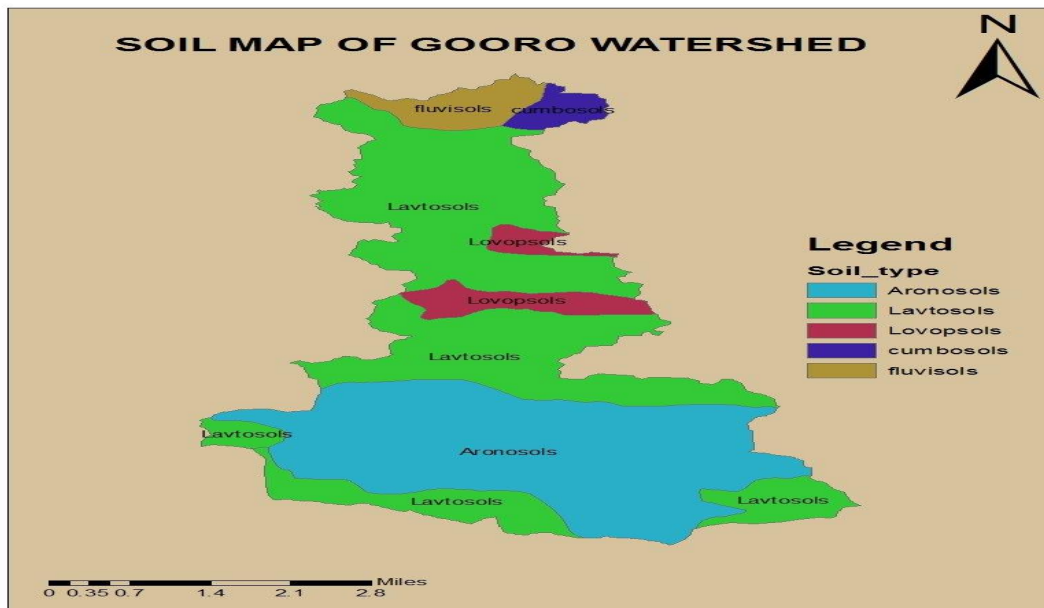 N
SOIL MAP OF GOORO WATERSHED
fluvisols
cumbosols
Lavtosols
Lovopsols
Lovopsols
Lavtosols
Lavtosols
Aronosols
Lavtosols
Lavtosols
Legend
Soil_type
Aronosols
Lavtosols
Lovopsols
cumbosols
fluvisols
Miles
0 0.35 0.7 1.4 2.1 2.8